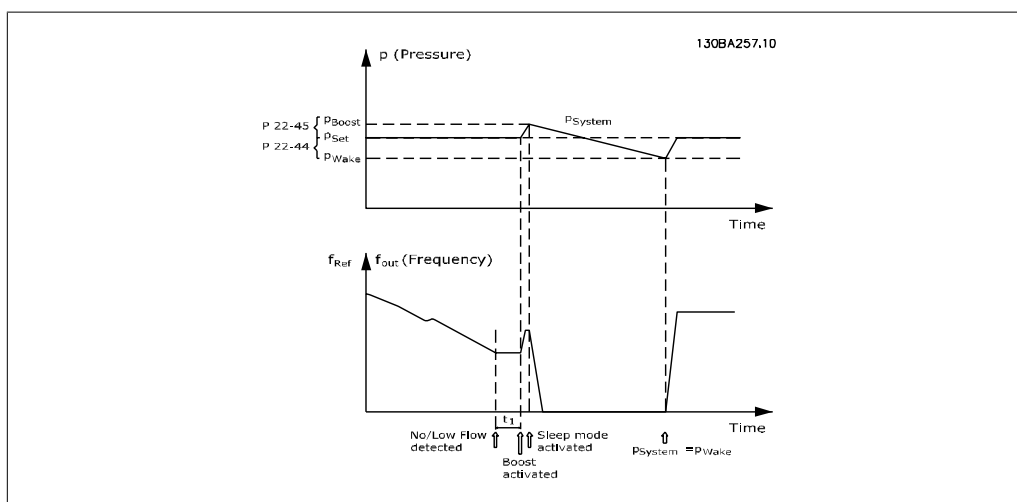 130BA257.10
p (Pressure)
P 22-45 { pBoost
pSet
P 22-44 { pWake
pSystem
Time
fRef fout (Frequency)
t1
Time
No/Low Flow
detected
Boost
activated
Sleep mode
activated
pSystem =pWake